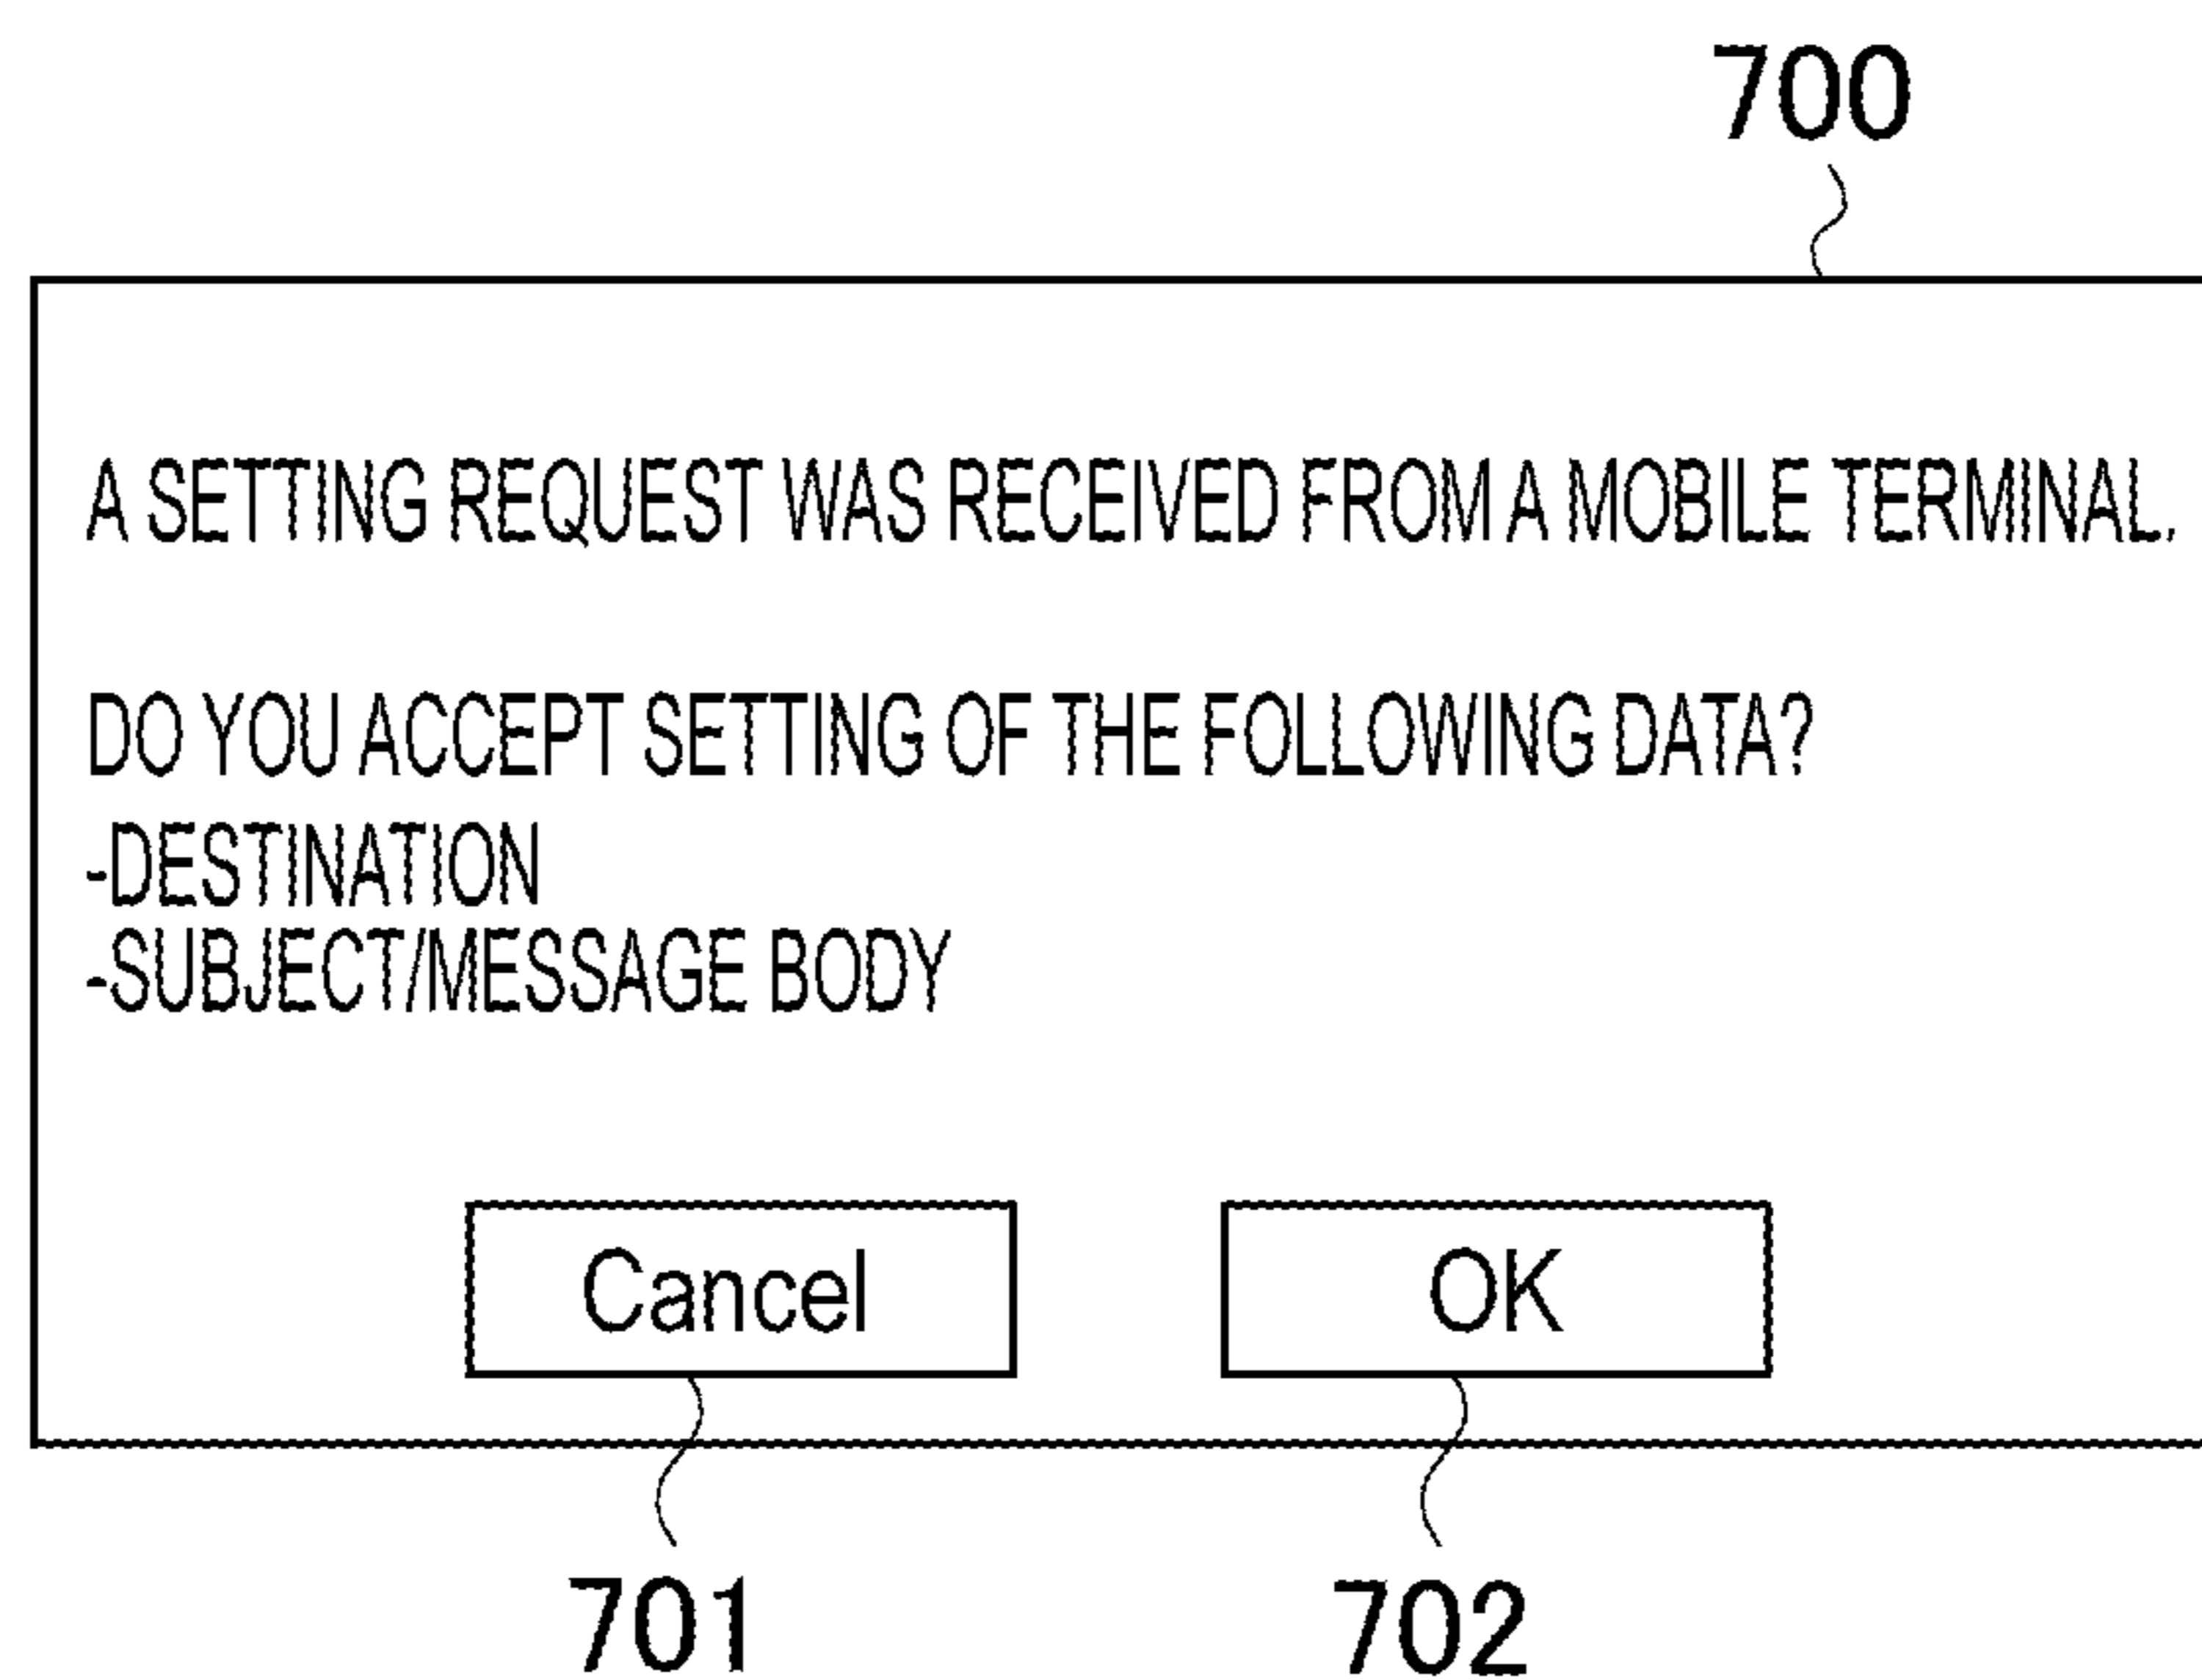 700
A SETTING REQUEST WAS RECEIVED FROM A MOBILE TERMINAL.
DO YOU ACCEPT SETTING OF THE FOLLOWING DATA?
-DESTINATION
-SUBJECT/MESSAGE BODY
Cancel OK
701 702